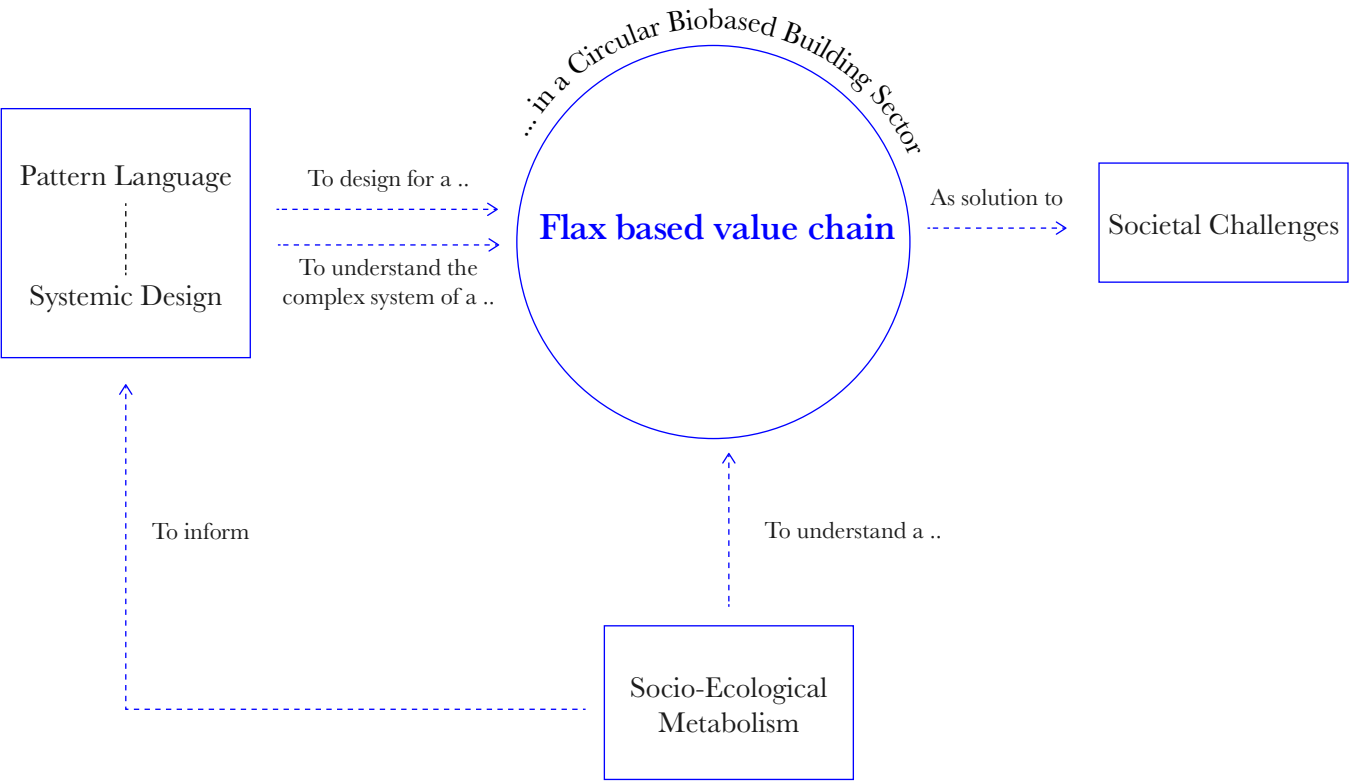 ... in a Circular Biobased Building Sector
Pattern Language
Systemic Design
To design for a ..
To understand the
complex system of a ..
Flax based value chain
As solution to
Societal Challenges
To inform
To understand a ..
Socio-Ecological
Metabolism